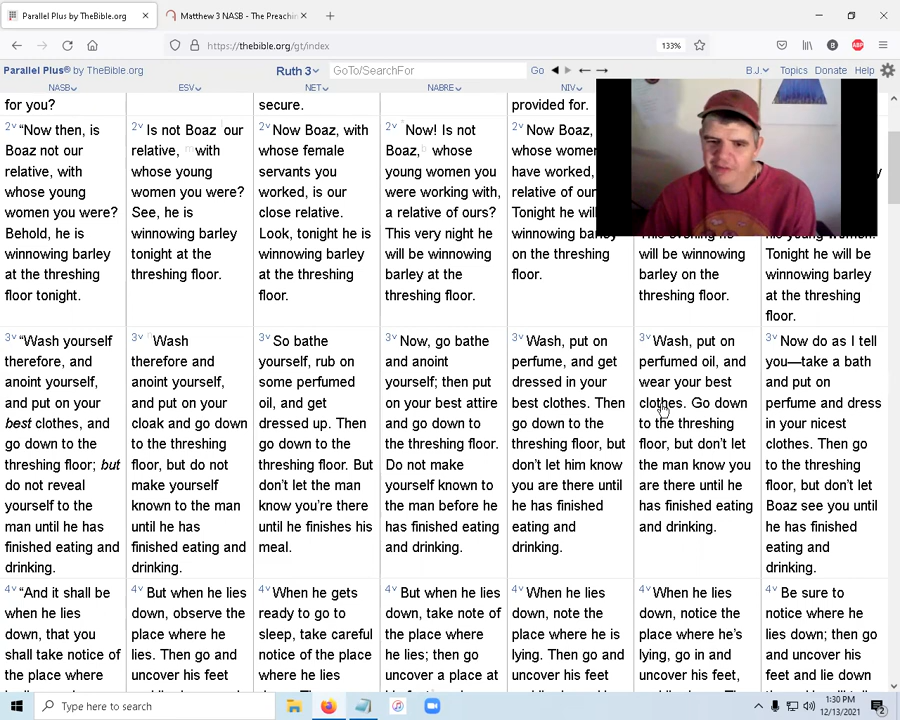 Parallel Plus by TheBible.org
Matthew 3 NASB - The Preachin
https://thebible.org/gt/index
133%
Parallel Plus® by TheBible.org
Ruth 3
GoTo/SearchFor
Go
B.J.
Topics
Donate
Help
NASB
ESV
NET
NABRE
NIV
for you?
secure.
provided for.
2v “Now then, is
Boaz not our
relative, with
whose young
women you were?
Behold, he is
winnowing barley
at the threshing
floor tonight.
2v Is not Boaz our
relative, with
whose young
women you were?
See, he is
winnowing barley
tonight at the
threshing floor.
2v Now Boaz, with
whose female
servants you
worked, is our
close relative.
Look, tonight he is
winnowing barley
at the threshing
floor.
2v Now! Is not
Boaz, whose
young women you
were working with,
a relative of ours?
This very night he
will be winnowing
barley at the
threshing floor.
2v Now Boaz,
whose
have worked,
relative of
Tonight he will
winnowing
on the threshing
floor.
will be winnowing
barley on the
threshing floor.
Tonight he will be
winnowing barley
at the threshing
floor.
3v “Wash yourself
therefore, and
anoint yourself,
and put on your
best clothes, and
go down to the
threshing floor; but
do not reveal
yourself to the
man until he has
finished eating and
drinking.
3v Wash
therefore and
anoint yourself,
and put on your
cloak and go down
to the threshing
floor, but do not
make yourself
known to the man
until he has
finished eating and
drinking.
3v So bathe
yourself, rub on
some perfumed
oil, and get
dressed up. Then
go down to the
threshing floor. But
don’t let the man
know you’re there
until he finishes his
meal.
3v Now, go bathe
and anoint
yourself; then put
on your best attire
and go down to
the threshing floor.
Do not make
yourself known to
the man before he
has finished eating
and drinking.
3v Wash, put on
perfume, and get
dressed in your
best clothes. Then
go down to the
threshing floor, but
don’t let him know
you are there until
he has finished
eating and
drinking.
3v Wash, put on
perfumed oil, and
wear your best
clothes. Go down
to the threshing
floor, but don’t let
the man know you
are there until he
has finished eating
and drinking.
3v Now do as I tell
you—take a bath
and put on
perfume and dress
in your nicest
clothes. Then go
to the threshing
floor, but don’t let
Boaz see you until
he has finished
eating and
drinking.
4v “And it shall be
when he lies
down, that you
shall take notice of
the place where
4v But when he lies
down, observe the
place where he
lies. Then go and
uncover his feet
4v When he gets
ready to go to
sleep, take careful
notice of the place
where he lies
4v But when he lies
down, take note of
the place where
he lies; then go
uncover a place at
4v When he lies
down, note the
place where he is
lying. Then go and
uncover his feet
4v When he lies
down, notice the
place where he’s
lying, go in and
uncover his feet,
4v Be sure to
notice where he
lies down; then go
and uncover his
feet and lie down
Type here to search
1:30 PM
12/13/2021